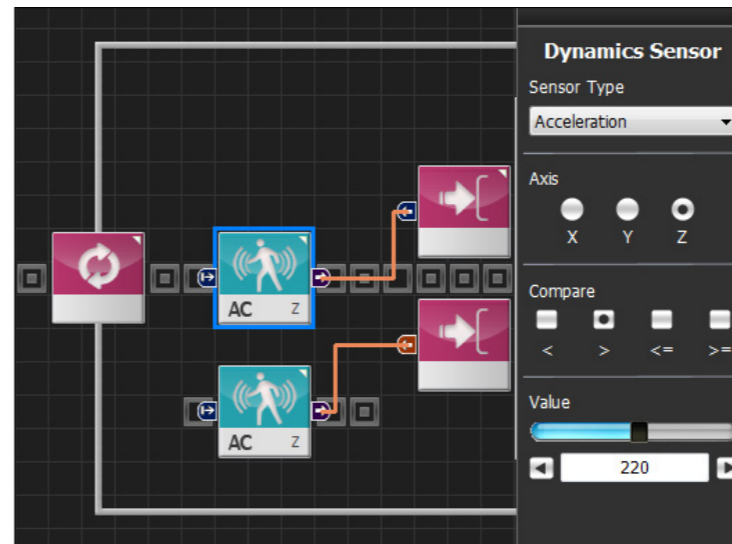 Dynamics Sensor
Sensor Type
Acceleration
Axis
X Y Z
AC Z
Compare
< > <= >=
Value
AC Z
220